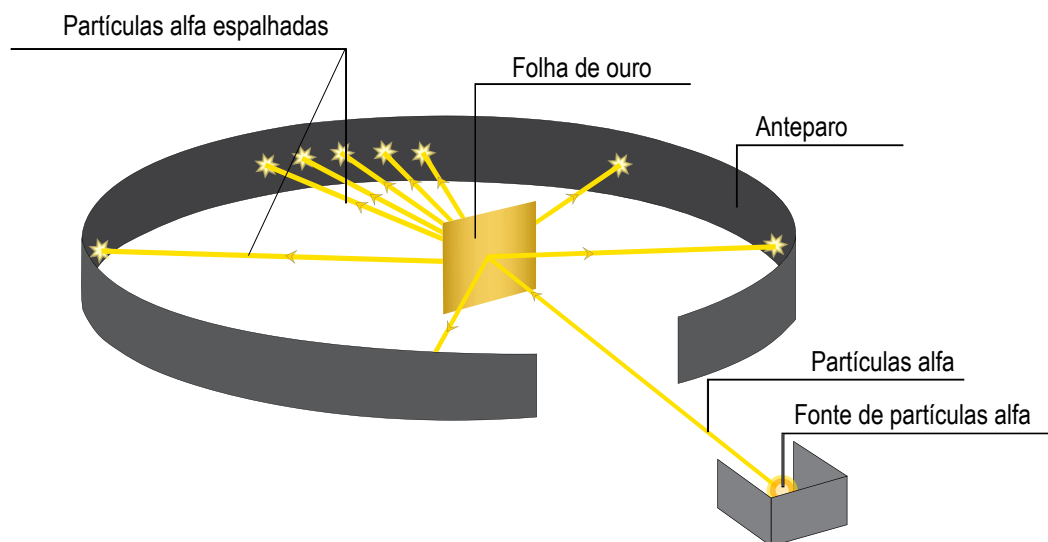 Partículas alfa espalhadas
Folha de ouro
Anteparo
Partículas alfa
Fonte de partículas alfa